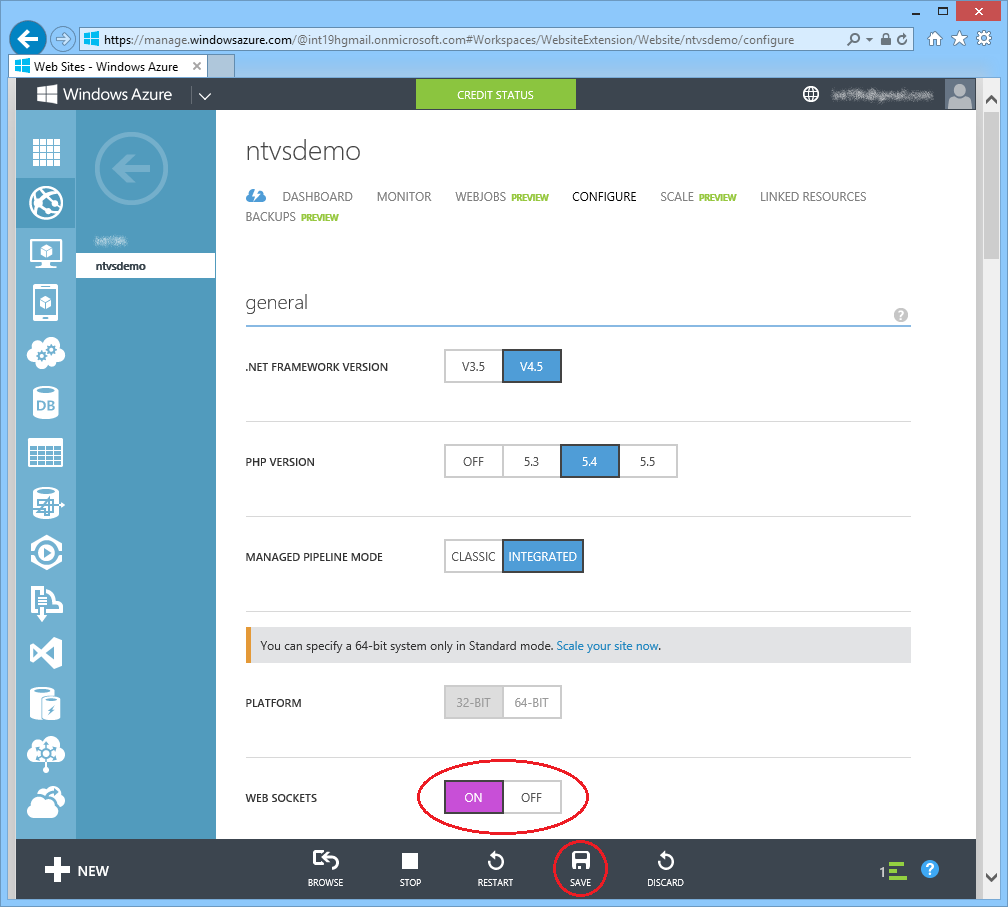 https://manage.windowsazure.com/@int19hgmail.onmicrosoft.com#Workspaces/WebsiteExtension/Website/ntvsdemo/configure
Web Sites - Windows Azure
Windows Azure
CREDIT STATUS
ntvsdemo
ntvsdemo
DASHBOARD MONITOR WEBJOBS PREVIEW CONFIGURE SCALE PREVIEW LINKED RESOURCES
BACKUPS PREVIEW
general
?
.NET FRAMEWORK VERSION V3.5 V4.5
PHP VERSION OFF 5.3 5.4 5.5
MANAGED PIPELINE MODE CLASSIC INTEGRATED
You can specify a 64-bit system only in Standard mode. Scale your site now.
PLATFORM 32-BIT 64-BIT
WEB SOCKETS ON OFF
DB
NEW BROWSE STOP RESTART SAVE DISCARD 1 ?